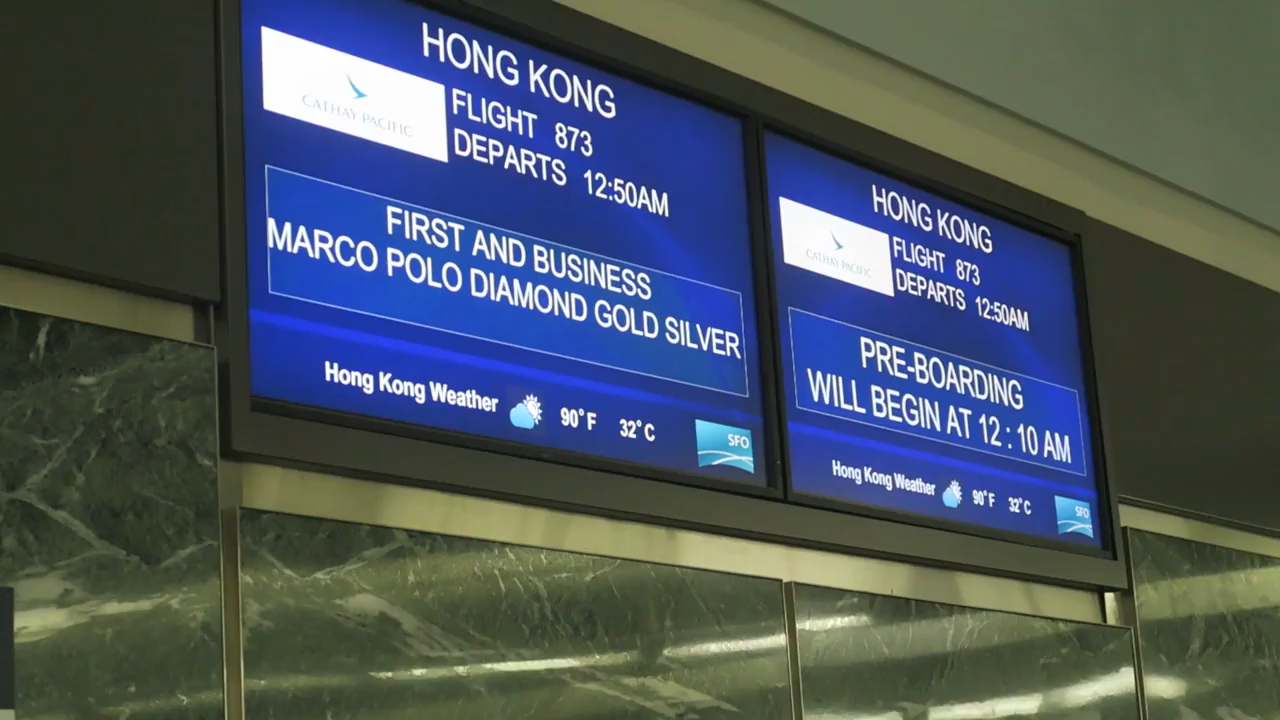 HONG KONG
CATHAY PACIFIC
FLIGHT 873
DEPARTS 12:50AM
FIRST AND BUSINESS
MARCO POLO DIAMOND GOLD SILVER
Hong Kong Weather 90°F 32°C
SFO
HONG KONG
CATHAY PACIFIC
FLIGHT 873
DEPARTS 12:50AM
PRE-BOARDING
WILL BEGIN AT 12 : 10 AM
Hong Kong Weather 90°F 32°C
SFO